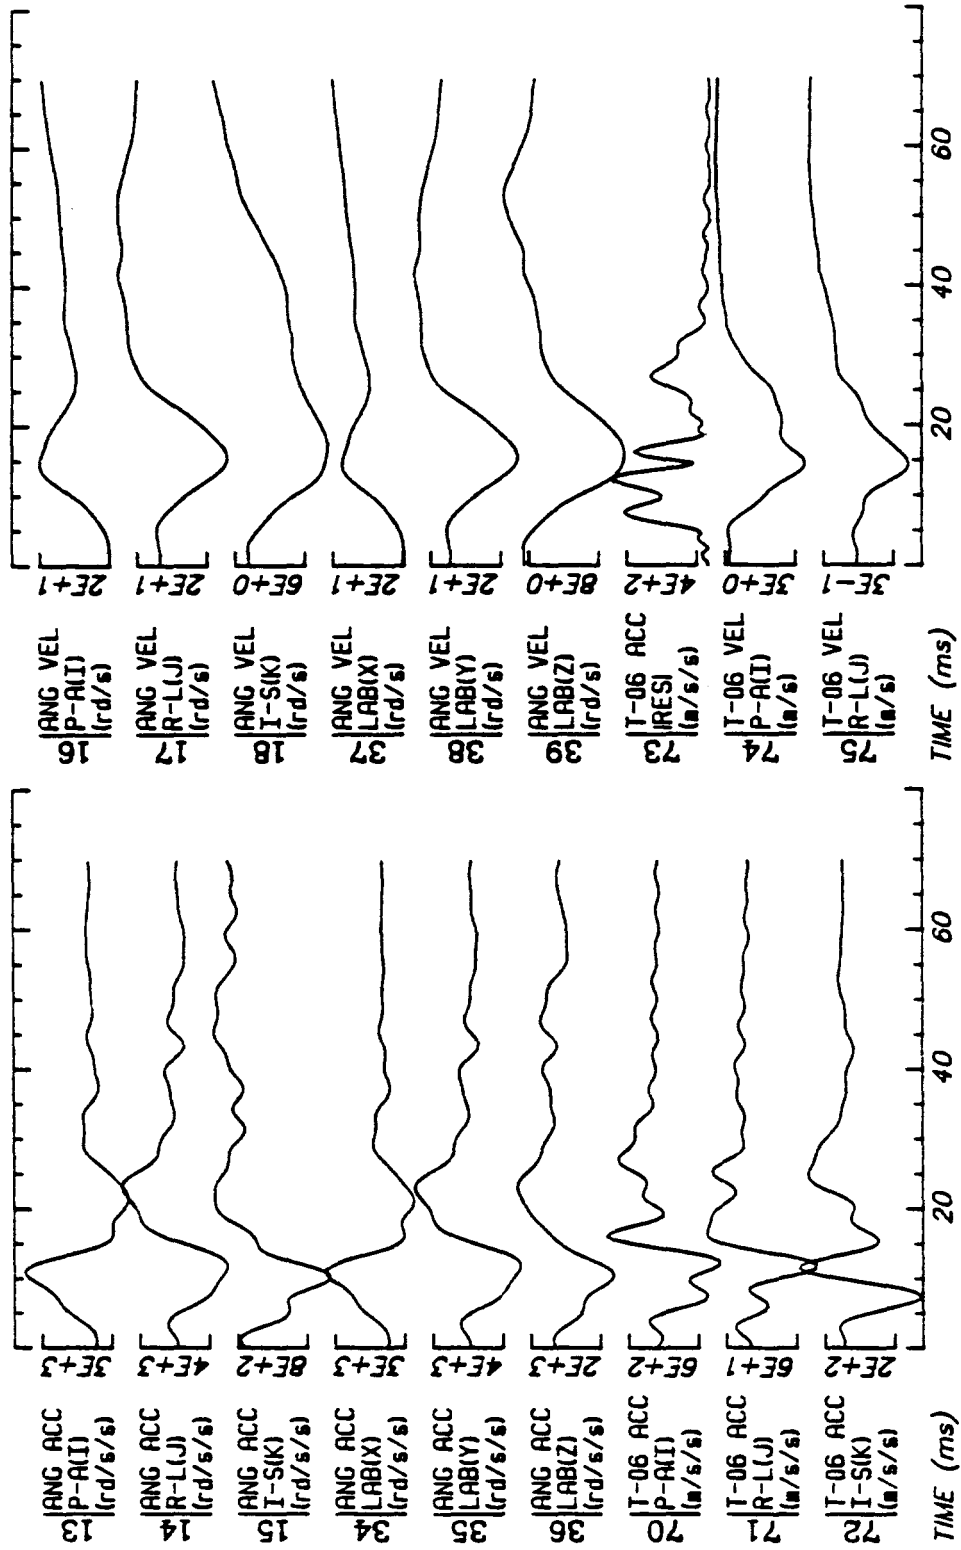 13 ANG ACC
P-A(I)
(rd/s/s)
3E+3
14 ANG ACC
R-L(J)
(rd/s/s)
4E+3
15 ANG ACC
I-S(K)
(rd/s/s)
8E+2
34 ANG ACC
LAB(X)
(rd/s/s)
3E+3
35 ANG ACC
LAB(Y)
(rd/s/s)
4E+3
36 ANG ACC
LAB(Z)
(rd/s/s)
2E+3
70 T-06 ACC
P-A(I)
(m/s/s)
6E+2
71 T-06 ACC
R-L(J)
(m/s/s)
6E+1
72 T-06 ACC
I-S(K)
(m/s/s)
2E+2
TIME (ms)
20 40 60
16 ANG VEL
P-A(I)
(rd/s)
2E+1
17 ANG VEL
R-L(J)
(rd/s)
2E+1
18 ANG VEL
I-S(K)
(rd/s)
6E+0
37 ANG VEL
LAB(X)
(rd/s)
2E+1
38 ANG VEL
LAB(Y)
(rd/s)
2E+1
39 ANG VEL
LAB(Z)
(rd/s)
8E+0
73 T-06 ACC
|RES|
(m/s/s)
4E+2
74 T-06 VEL
P-A(I)
(m/s)
3E+0
75 T-06 VEL
R-L(J)
(m/s)
3E-1
TIME (ms)
20 40 60